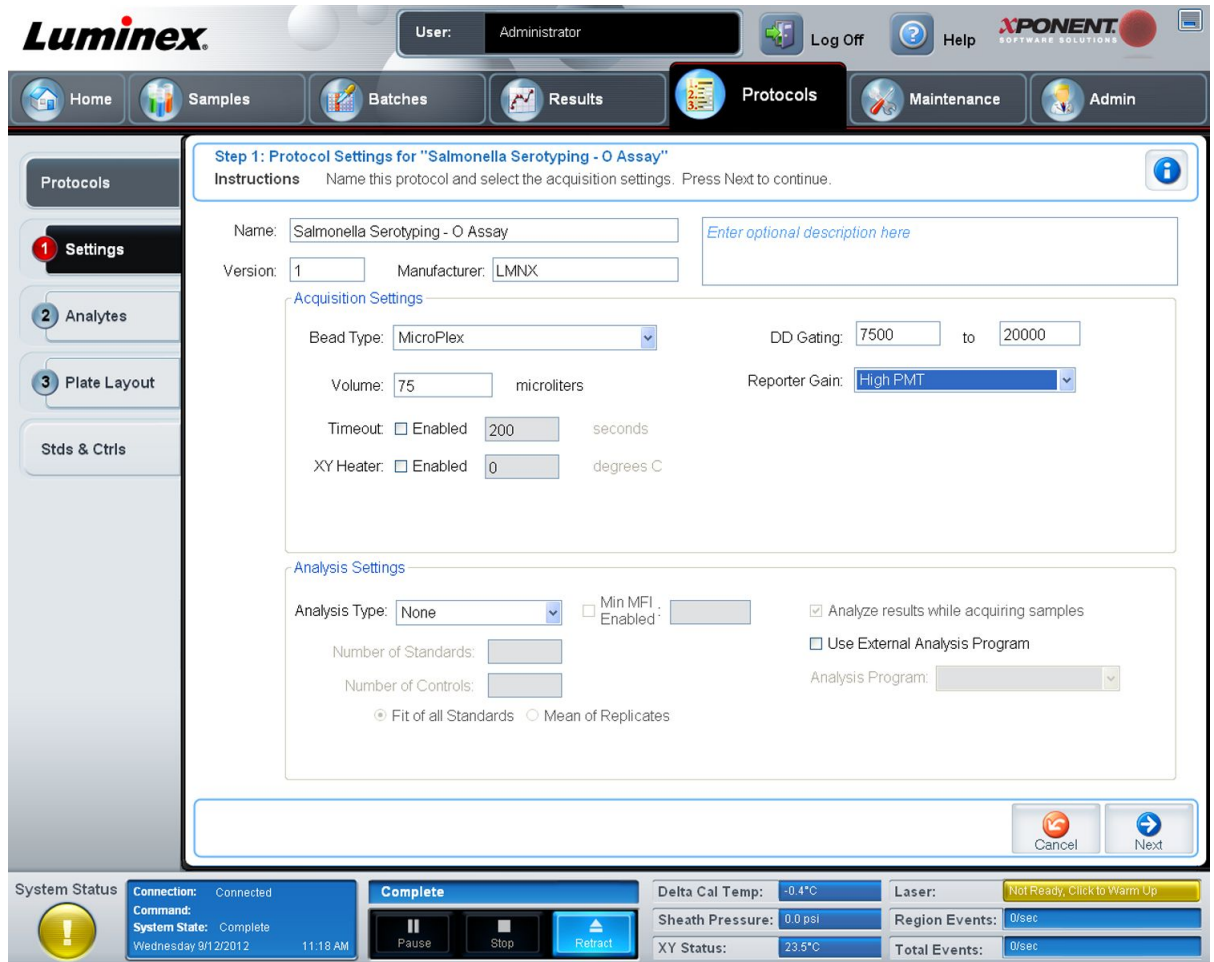 Luminex.
User: Administrator
Log Off
Help
XPONENT.
SOFTWARE SOLUTIONS
Home
Samples
Batches
Results
3.
Protocols
Maintenance
Admin
Protocols
1 Settings
2 Analytes
3 Plate Layout
Stds & Ctrls
Step 1: Protocol Settings for "Salmonella Serotyping - O Assay"
Instructions Name this protocol and select the acquisition settings. Press Next to continue.
Name: Salmonella Serotyping - O Assay
Enter optional description here
Version: 1 Manufacturer: LMNX
Acquisition Settings
Bead Type: MicroPlex
DD Gating: 7500 to 20000
Volume: 75 microliters
Reporter Gain: High PMT
Timeout: Enabled 200 seconds
XY Heater: Enabled 0 degrees C
Analysis Settings
Analysis Type: None
Min MFI Enabled :
Analyze results while acquiring samples
Number of Standards:
Use External Analysis Program
Number of Controls:
Analysis Program:
Fit of all Standards Mean of Replicates
Cancel
Next
System Status
Connection: Connected
Command:
System State: Complete
Wednesday 9/12/2012 11:18 AM
Complete
Pause
Stop
Retract
Delta Cal Temp: -0.4°C
Sheath Pressure: 0.0 psi
XY Status: 23.5°C
Laser: Not Ready, Click to Warm Up
Region Events: 0/sec
Total Events: 0/sec